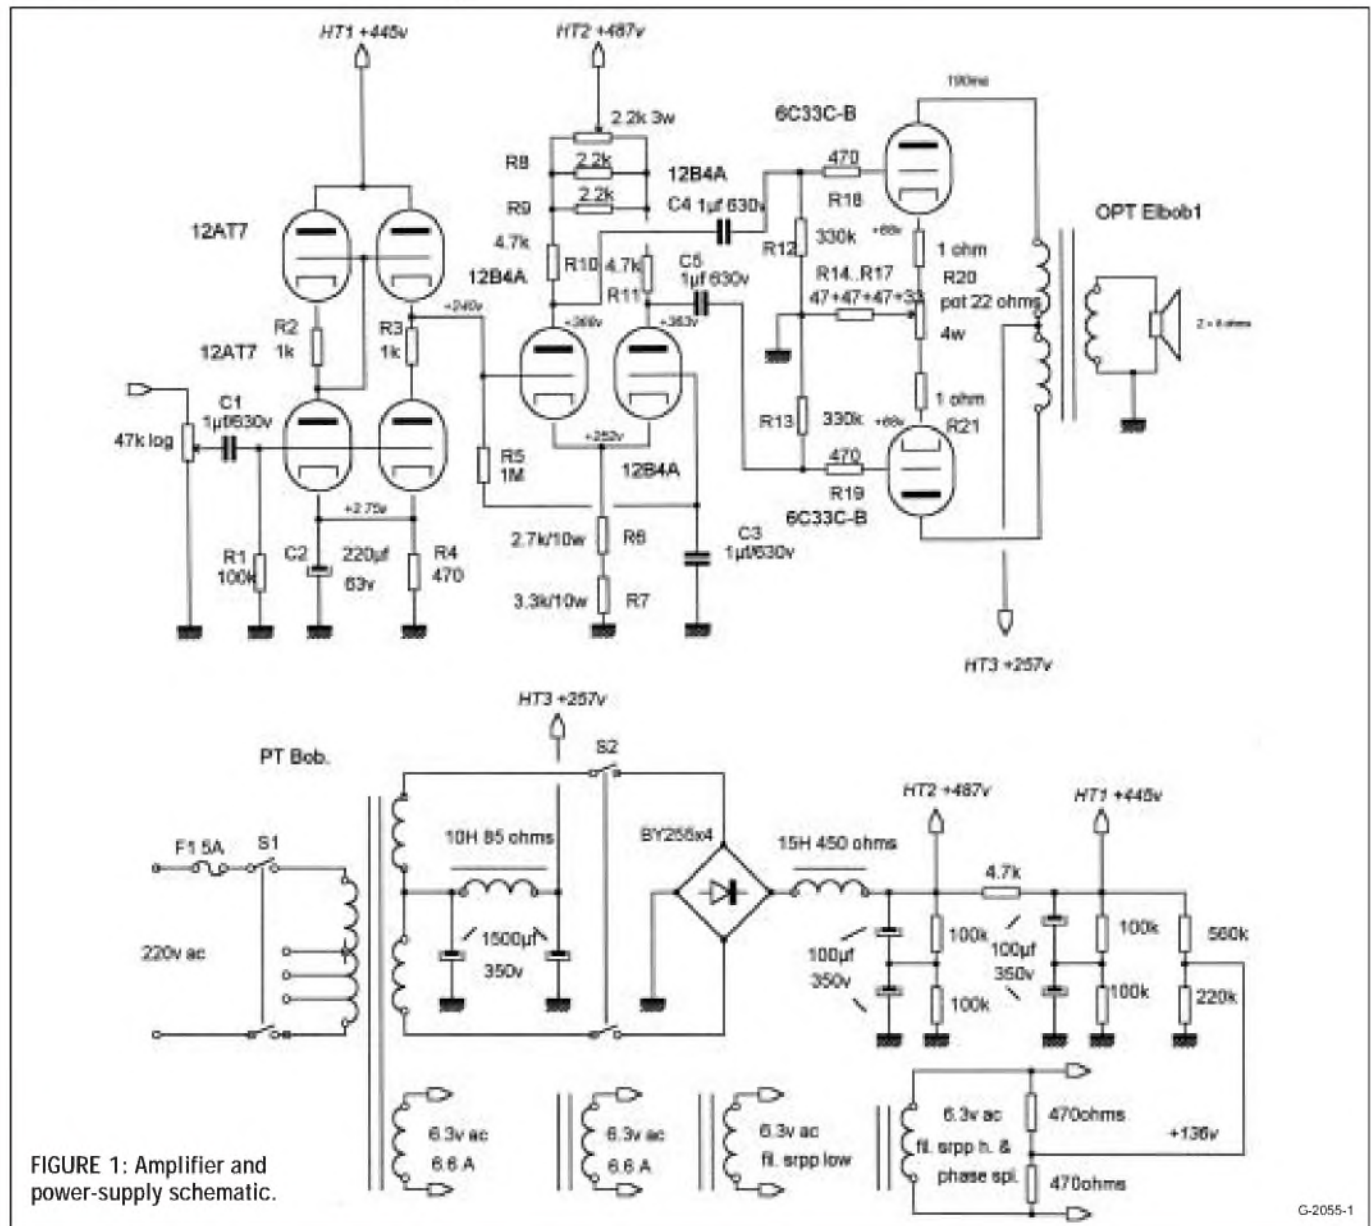 HT1 +445v
HT2 +487v
190ma
6C33C-B
2.2k 3w
R8
2.2k
12B4A
470
R18
R9
2.2k
C4 1µf 630v
OPT Elbob1
12AT7
+68v
4.7k
R12
330k
1 ohm
R10
4.7k
C5
1µf 630v
R14..R17
R20
12B4A
R11
47+47+47+33
pot 22 ohms
+240v
R2
1k
R3
1k
+363v
4w
Z = 8 ohms
12AT7
1 ohm
C1
1µf/630v
R13
330k
+68v
R21
47k log
+252v
R5
1M
12B4A
470
R19
6C33C-B
+2.75v
C3
1µf/630v
R1
100k
C2
220µf
63v
R4
470
2.7k/10w
R6
3.3k/10w
R7
HT3 +257v
HT3 +257v
PT Bob.
S2
HT2 +487v
HT1 +445v
F1 5A
S1
10H 85 ohms
BY255x4
15H 450 ohms
4.7k
220v ac
1500µf
350v
100µf
350v
100k
100k
100µf
350v
100k
100k
560k
220k
6.3v ac
6.6 A
6.3v ac
6.6 A
6.3v ac
fil. srpp low
6.3v ac
fil. srpp h. &
phase spl.
470ohms
+136v
470ohms
FIGURE 1: Amplifier and
power-supply schematic.
G-2055-1